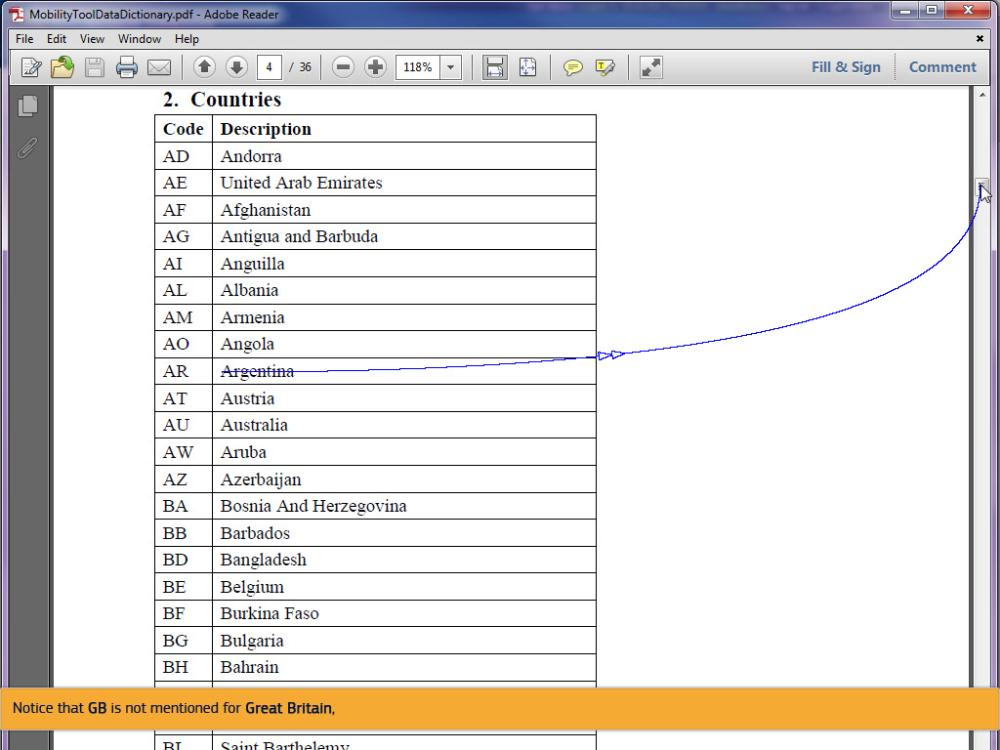 MobilityToolDataDictionary.pdf - Adobe Reader
File Edit View Window Help
4 / 36 118% Fill & Sign Comment
2. Countries
Code Description
AD Andorra
AE United Arab Emirates
AF Afghanistan
AG Antigua and Barbuda
AI Anguilla
AL Albania
AM Armenia
AO Angola
AR Argentina
AT Austria
AU Australia
AW Aruba
AZ Azerbaijan
BA Bosnia And Herzegovina
BB Barbados
BD Bangladesh
BE Belgium
BF Burkina Faso
BG Bulgaria
BH Bahrain
Notice that GB is not mentioned for Great Britain,
BL Saint Barthelemy